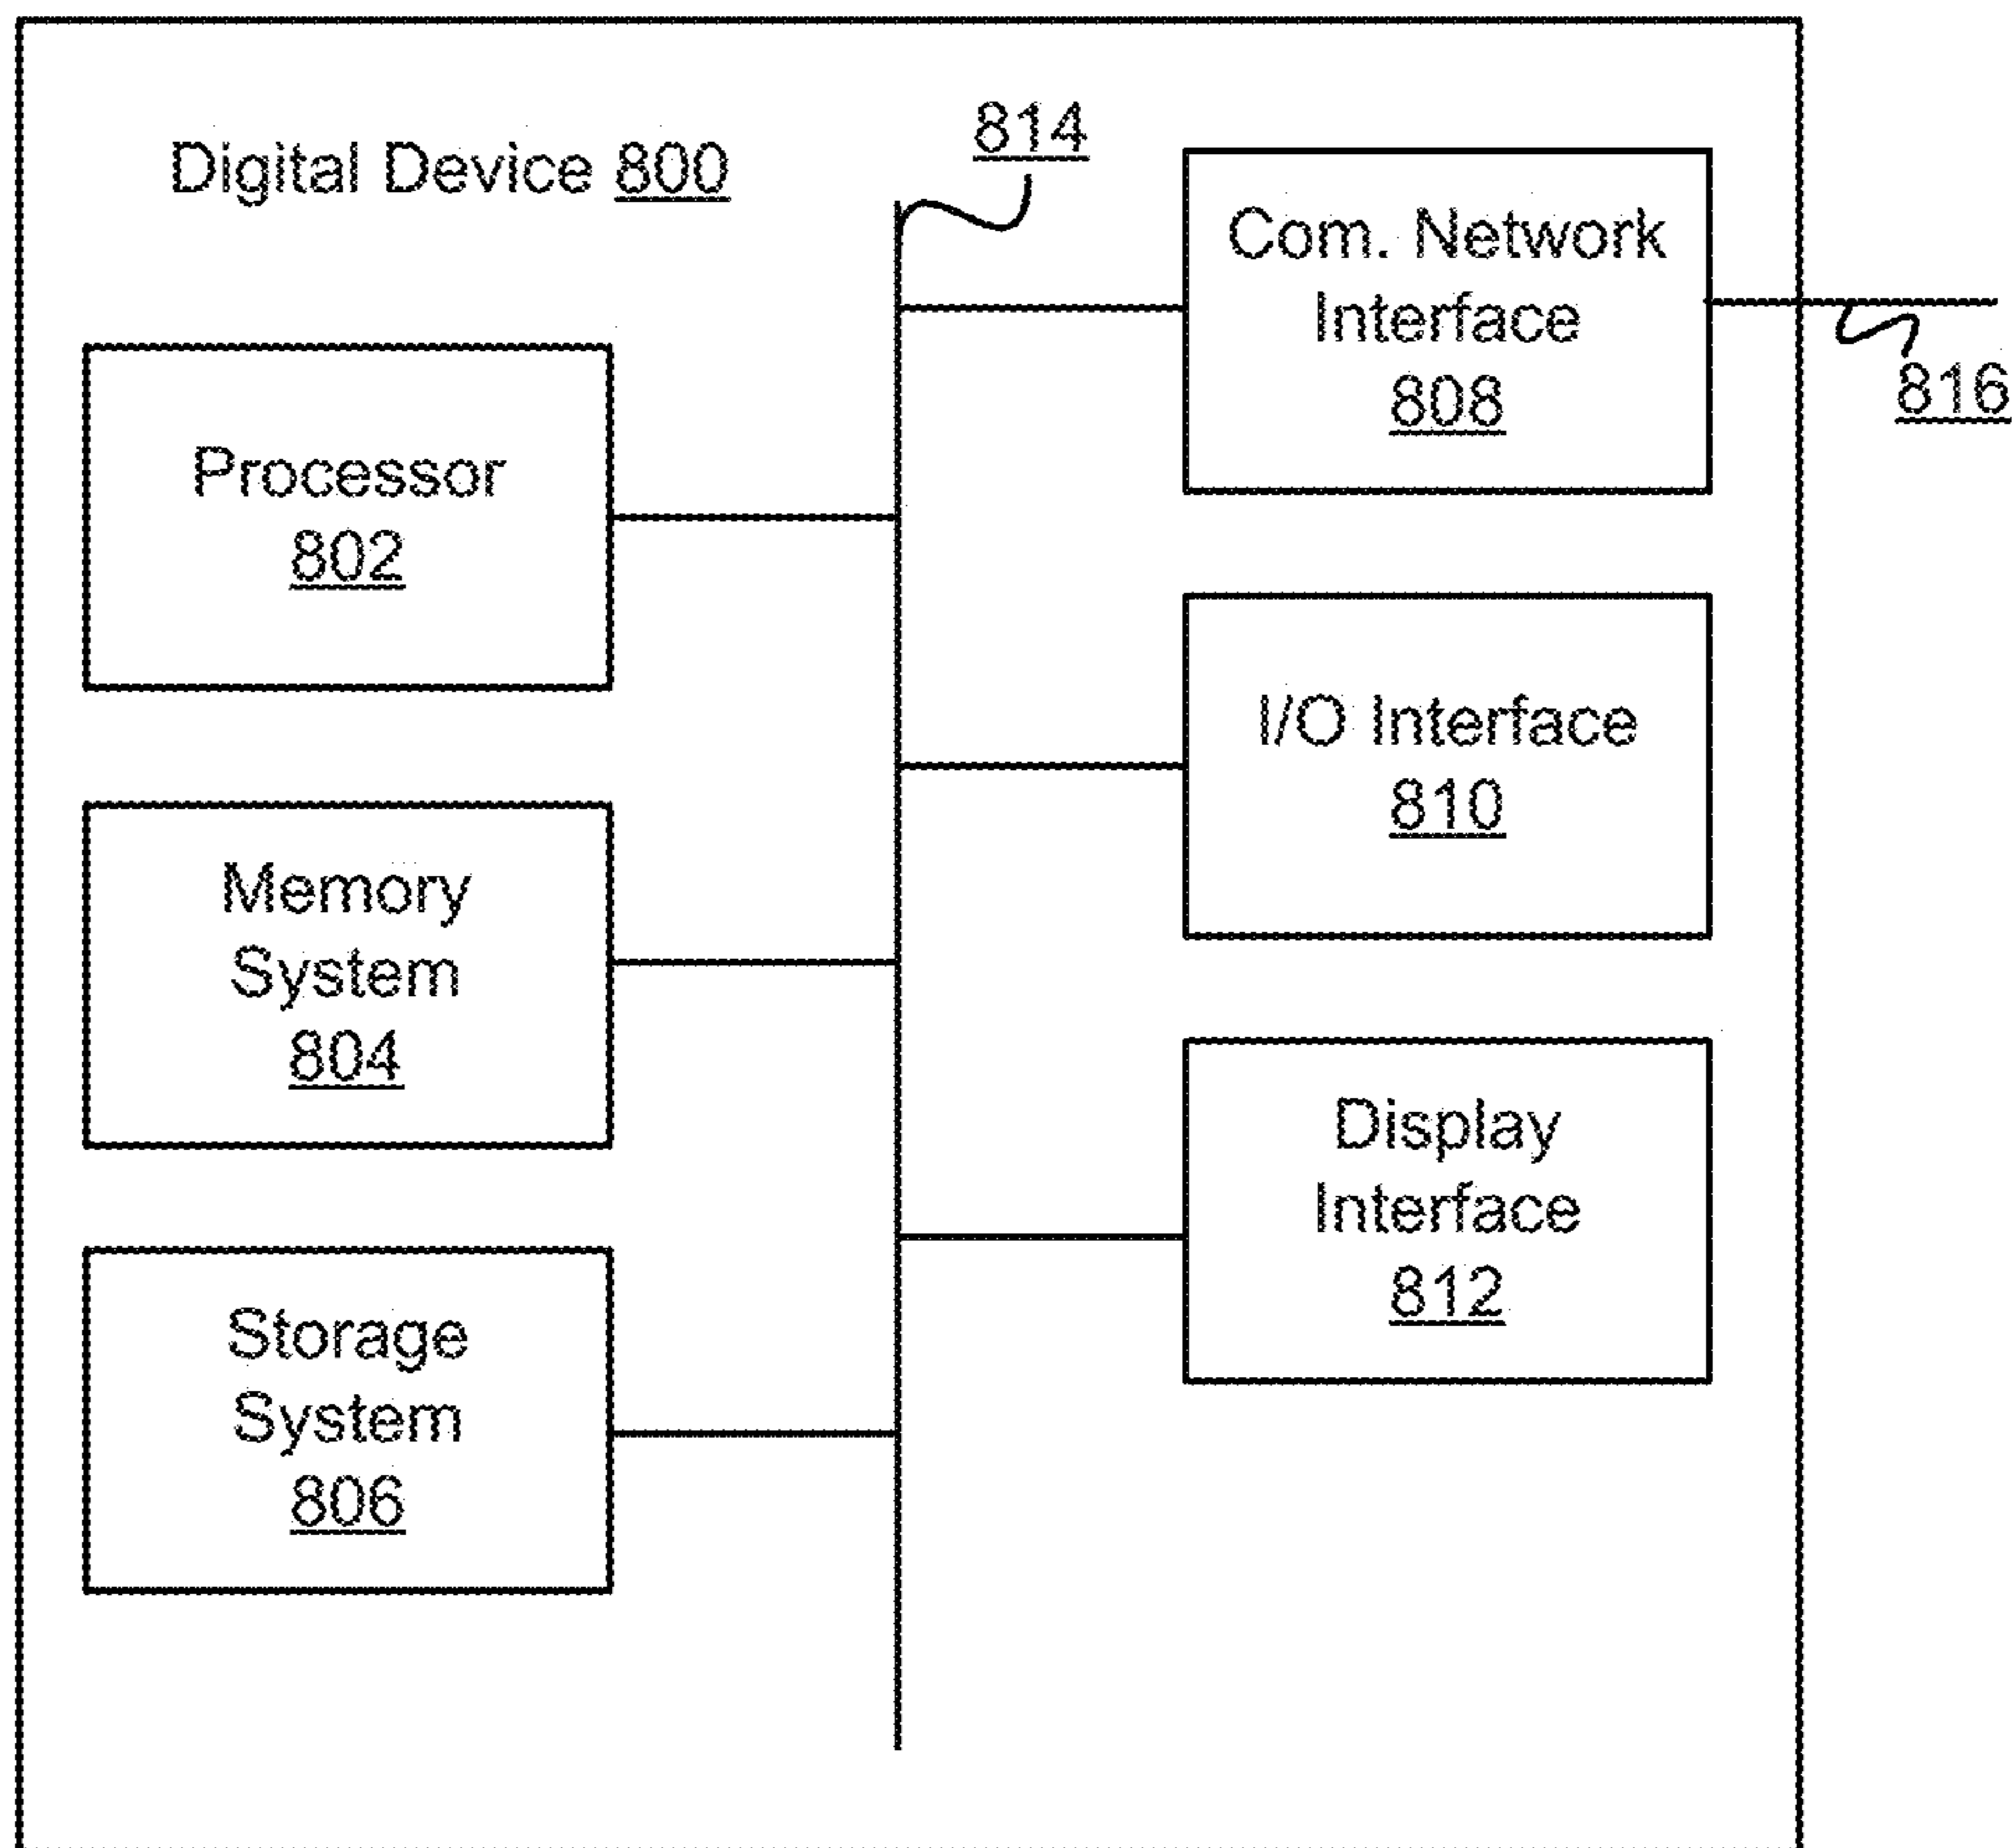 Digital Device 800
814
Com. Network
Interface
808
816
Processor
802
I/O Interface
810
Memory
System
804
Display
Interface
812
Storage
System
806